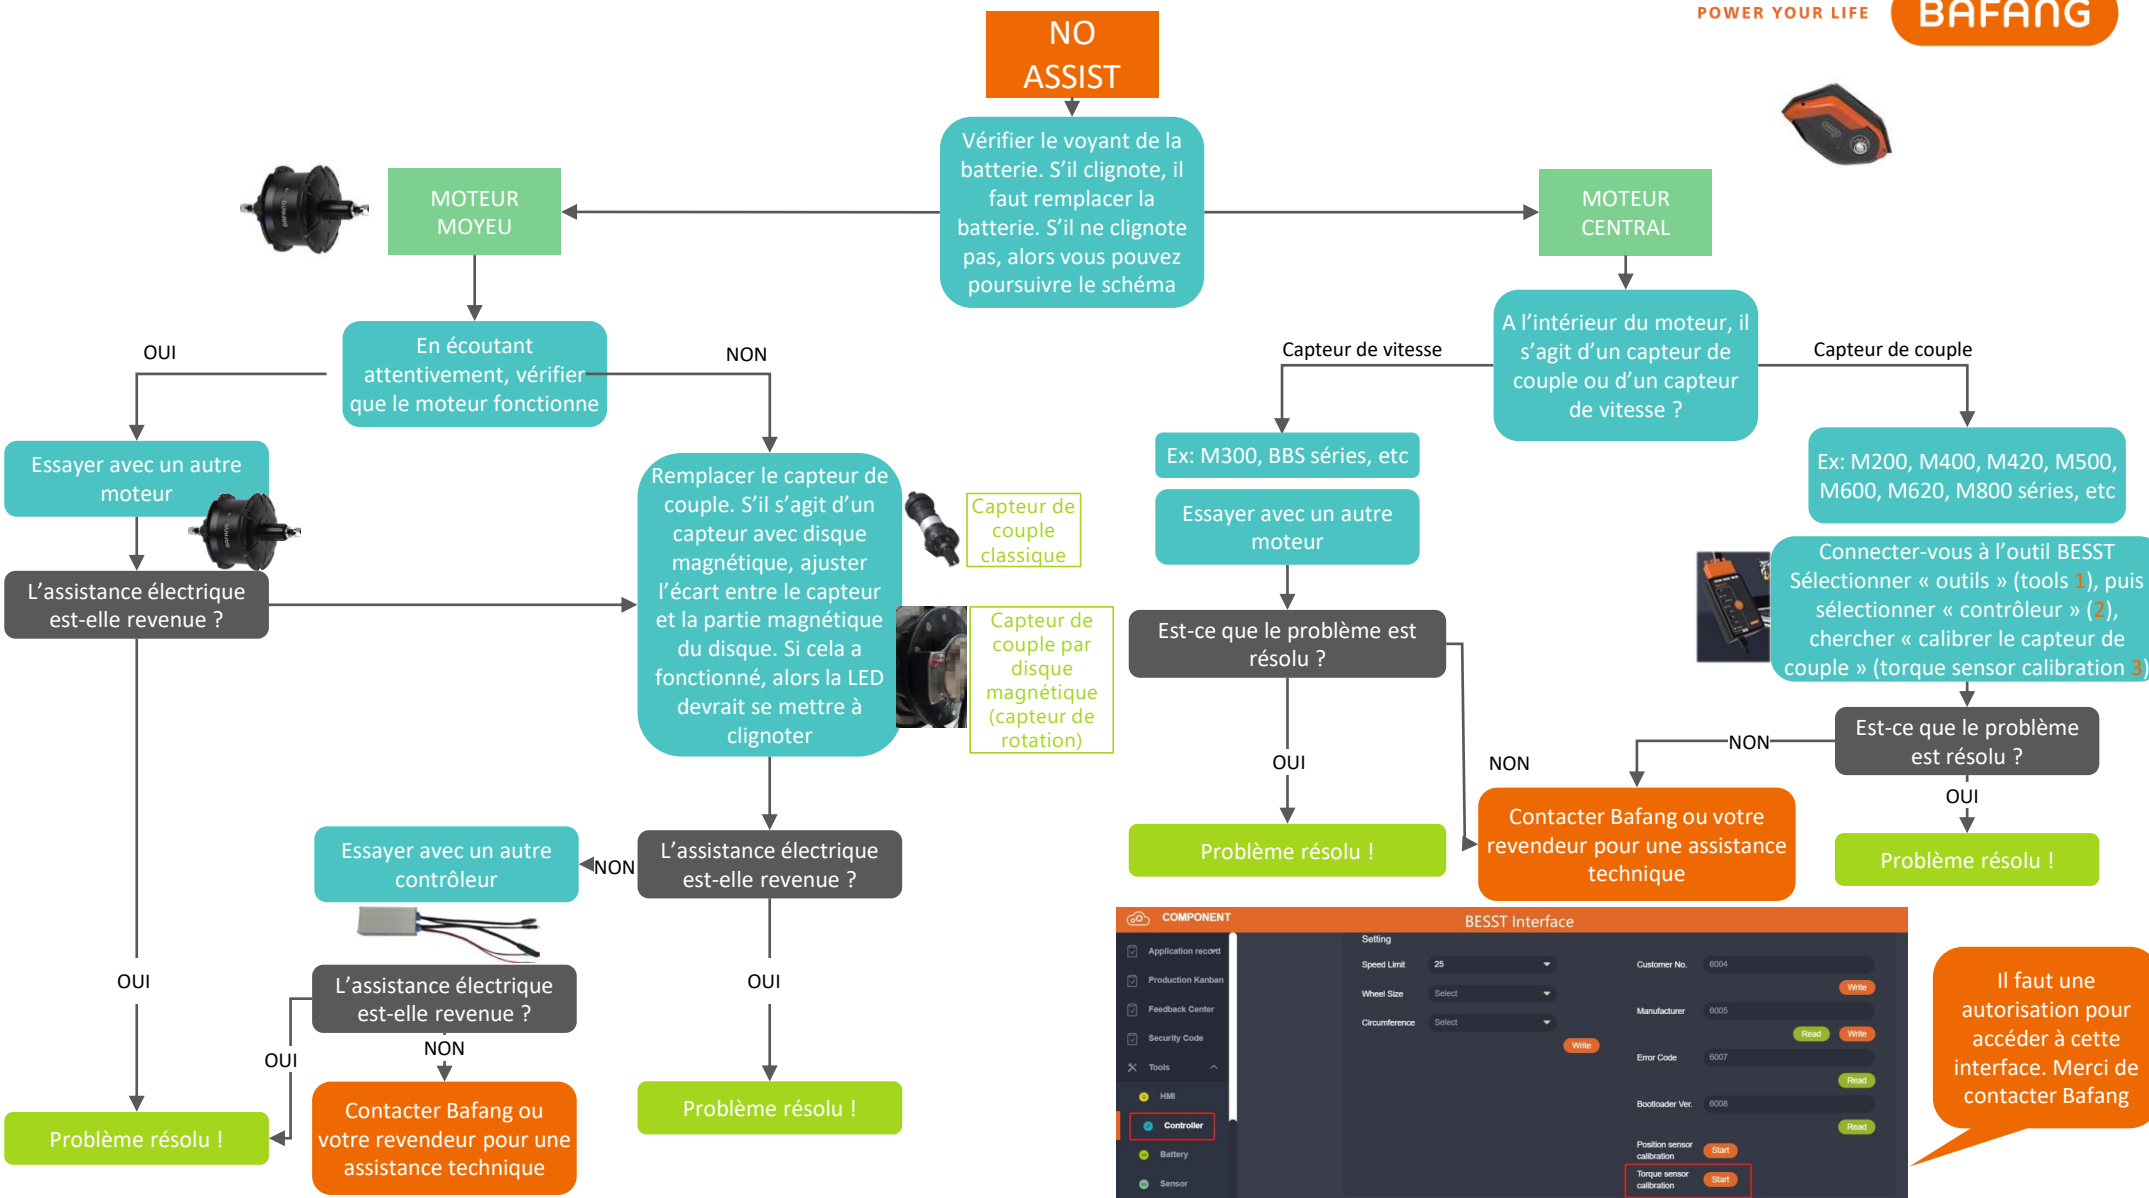 POWER YOUR LIFE
BAFANG
NO
ASSIST
Vérifier le voyant de la
batterie. S’il clignote, il
faut remplacer la
batterie. S’il ne clignote
pas, alors vous pouvez
poursuivre le schéma
MOTEUR
MOYEU
MOTEUR
CENTRAL
En écoutant
attentivement, vérifier
que le moteur fonctionne
OUI
NON
Essayer avec un autre
moteur
L’assistance électrique
est-elle revenue ?
Remplacer le capteur de
couple. S’il s’agit d’un
capteur avec disque
magnétique, ajuster
l’écart entre le capteur
et la partie magnétique
du disque. Si cela a
fonctionné, alors la LED
devrait se mettre à
clignoter
Capteur de
couple
classique
Capteur de
couple par
disque
magnétique
(capteur de
rotation)
L’assistance électrique
est-elle revenue ?
NON
Essayer avec un autre
contrôleur
L’assistance électrique
est-elle revenue ?
OUI
OUI
OUI
NON
Problème résolu !
Contacter Bafang ou
votre revendeur pour une
assistance technique
Problème résolu !
A l’intérieur du moteur, il
s’agit d’un capteur de
couple ou d’un capteur
de vitesse ?
Capteur de vitesse
Capteur de couple
Ex: M300, BBS séries, etc
Essayer avec un autre
moteur
Est-ce que le problème est
résolu ?
OUI
NON
Problème résolu !
Ex: M200, M400, M420, M500,
M600, M620, M800 séries, etc
Connecter-vous à l’outil BESST
Sélectionner « outils » (tools 1), puis
sélectionner « contrôleur » (2),
chercher « calibrer le capteur de
couple » (torque sensor calibration 3)
Est-ce que le problème
est résolu ?
NON
OUI
Contacter Bafang ou votre
revendeur pour une assistance
technique
Problème résolu !
COMPONENT
BESST Interface
Application record
Production Kanban
Feedback Center
Security Code
Tools
HMI
Controller
Battery
Sensor
Setting
Speed Limit 25
Wheel Size Select
Circumference Select
Write
Customer No. 6004
Write
Manufacturer 6005
Read Write
Error Code 6007
Read
Bootloader Ver. 6008
Read
Position sensor
calibration Start
Torque sensor
calibration Start
Il faut une
autorisation pour
accéder à cette
interface. Merci de
contacter Bafang